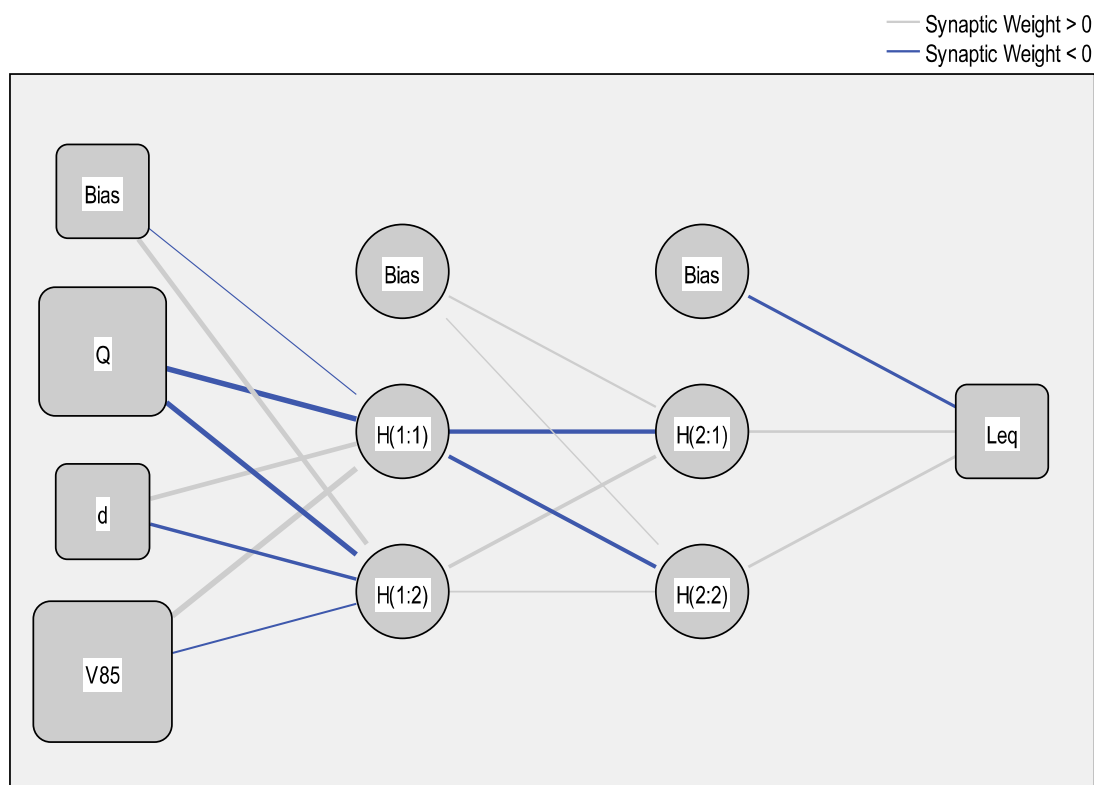 Synaptic Weight > 0
Synaptic Weight < 0
Bias
Q
d
V85
Bias
H(1:1)
H(1:2)
Bias
H(2:1)
H(2:2)
Leq